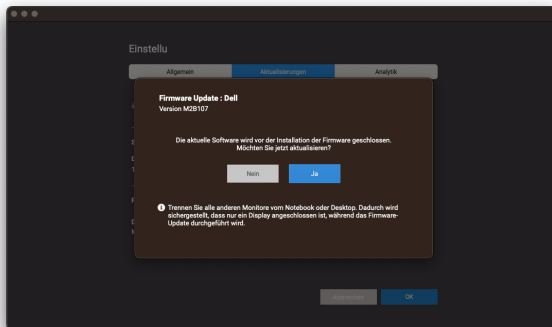 Einstellu
Allgemein
Aktualisierungen
Analytik
Firmware Update : Dell
Version M2B107
Die aktuelle Software wird vor der Installation der Firmware geschlossen.
Möchten Sie jetzt aktualisieren?
Nein
Ja
Trennen Sie alle anderen Monitore vom Notebook oder Desktop. Dadurch wird
sichergestellt, dass nur ein Display angeschlossen ist, während das Firmware-
Update durchgeführt wird.
OK